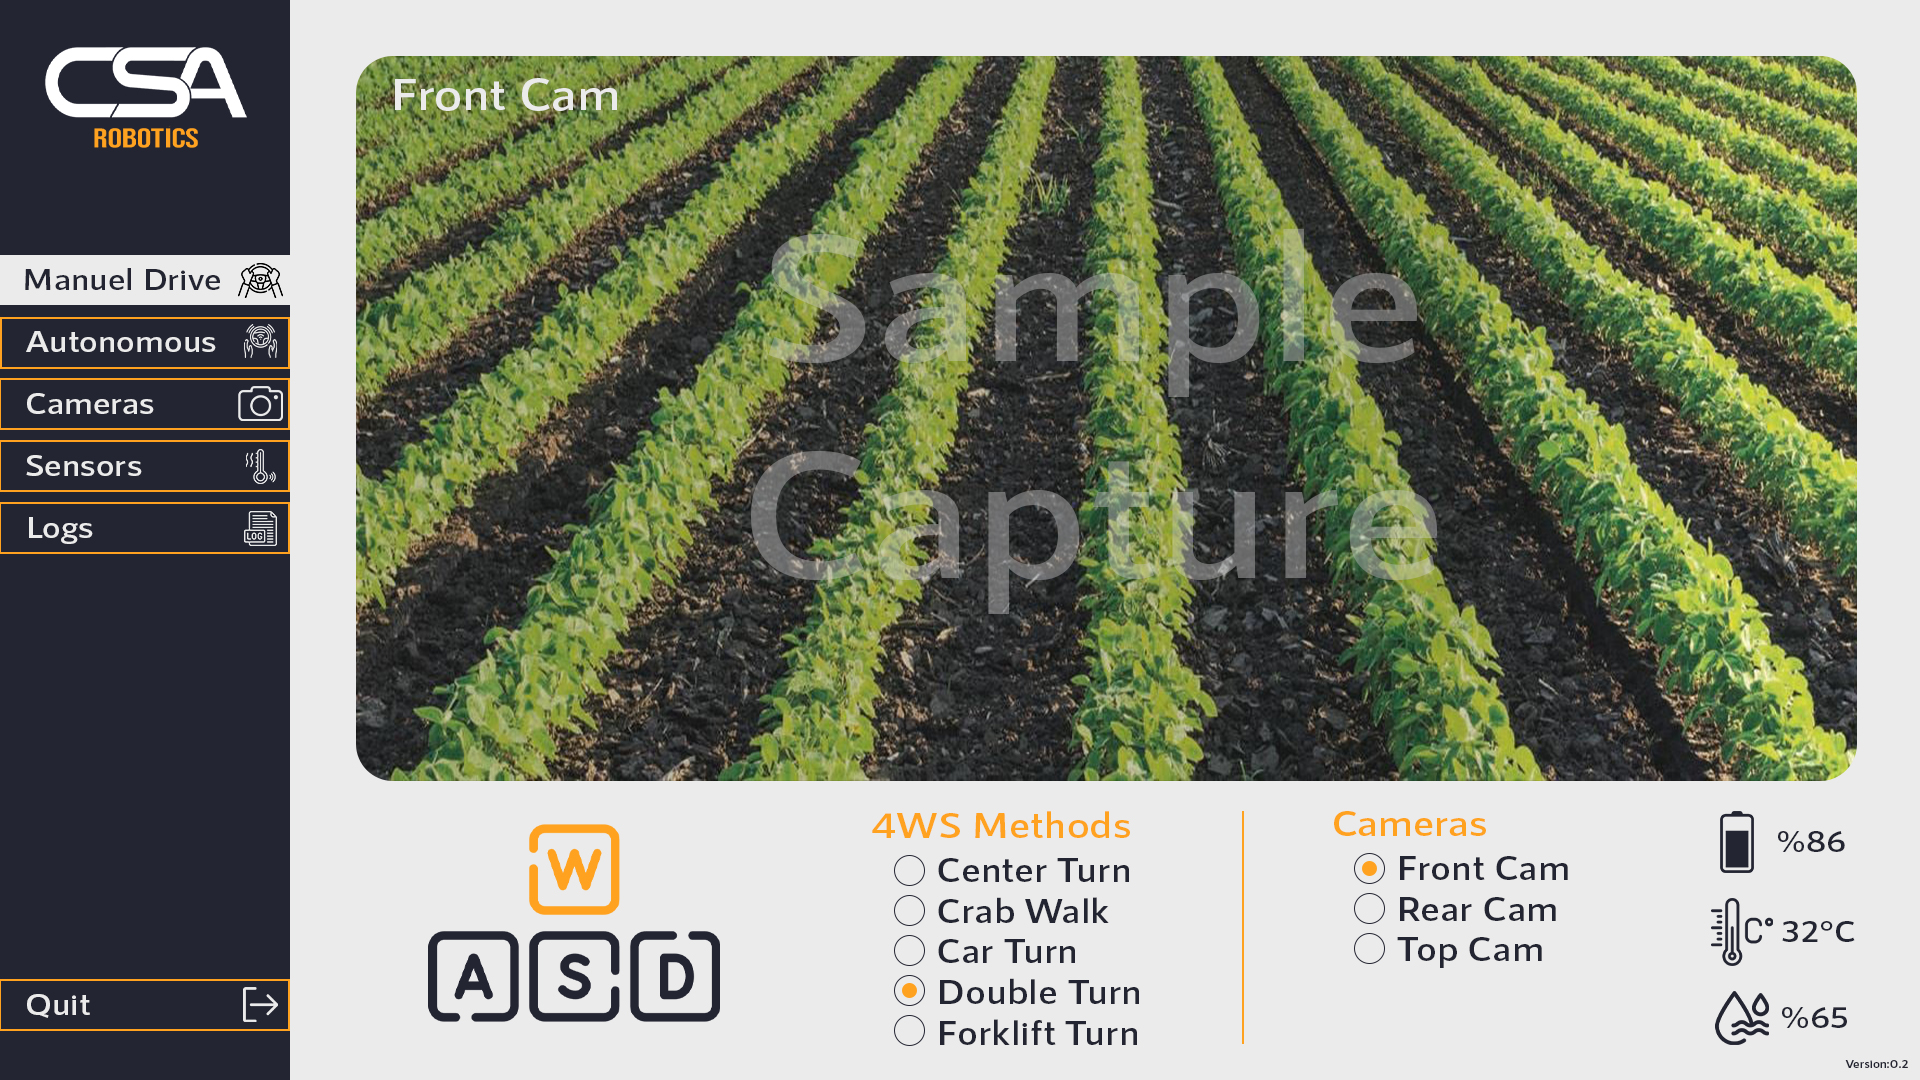 CSA
ROBOTICS
Manuel Drive
Autonomous
Cameras
Sensors
Logs
LOG
Quit
Front Cam
Sample
Capture
W
A S D
4WS Methods
Center Turn
Crab Walk
Car Turn
Double Turn
Forklift Turn
Cameras
Front Cam
Rear Cam
Top Cam
%86
C° 32°C
%65
Version:0.2